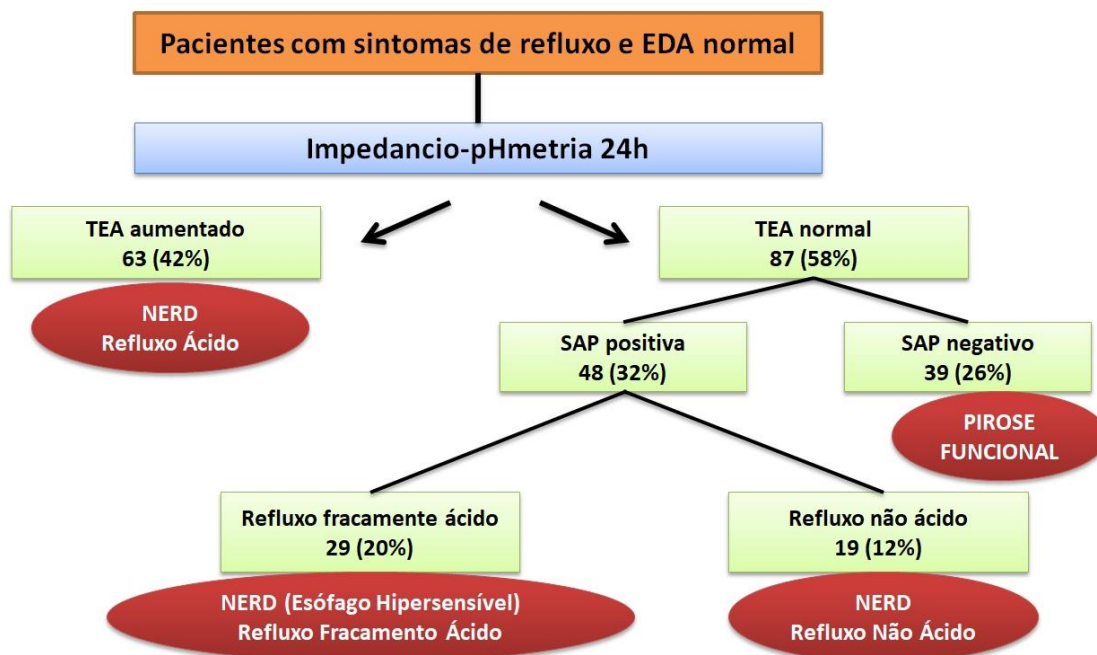 Pacientes com sintomas de refluxo e EDA normal
Impedancio-pHmetria 24h
TEA aumentado
63 (42%)
NERD
Refluxo Ácido
TEA normal
87 (58%)
SAP positiva
48 (32%)
SAP negativo
39 (26%)
PIROSE
FUNCIONAL
Refluxo fracamente ácido
29 (20%)
NERD (Esófago Hipersensível)
Refluxo Fracamento Ácido
Refluxo não ácido
19 (12%)
NERD
Refluxo Não Ácido